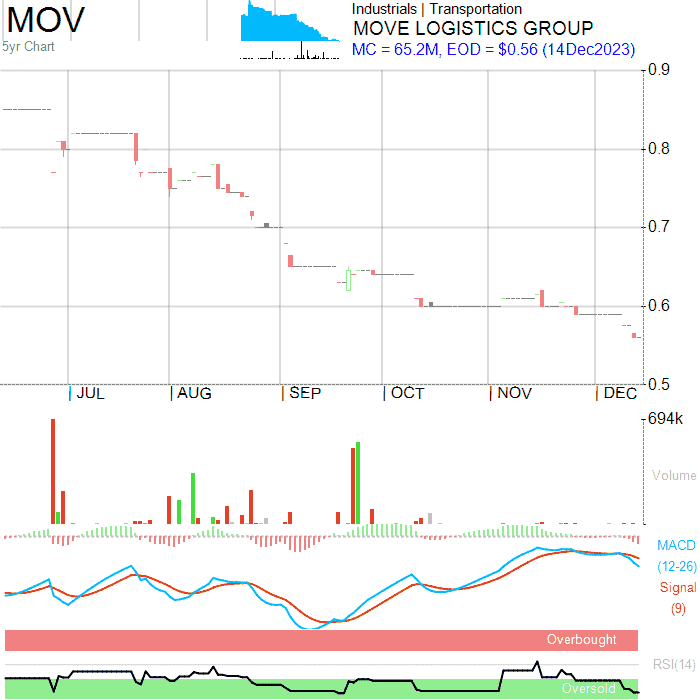 MOV
5yr Chart
Industrials | Transportation
MOVE LOGISTICS GROUP
MC = 65.2M, EOD = $0.56 (14Dec2023)
0.9
0.8
0.7
0.6
0.5
JUL AUG SEP OCT NOV DEC
694k
Volume
MACD
(12-26)
Signal
(9)
Overbought
RSI(14)
Oversold